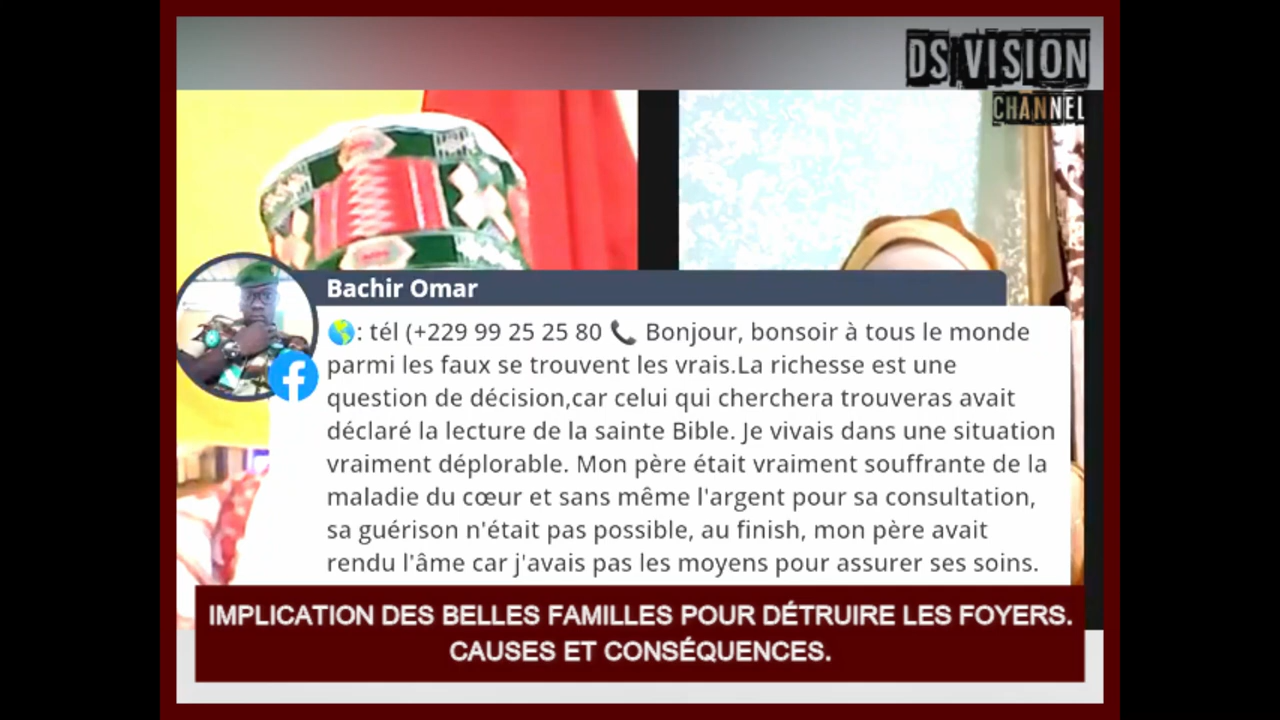 DS VISION
CHANNEL
Bachir Omar
🌎: tél (+229 99 25 25 80 📞 Bonjour, bonsoir à tous le monde
parmi les faux se trouvent les vrais.La richesse est une
question de décision,car celui qui cherchera trouveras avait
déclaré la lecture de la sainte Bible. Je vivais dans une situation
vraiment déplorable. Mon père était vraiment souffrante de la
maladie du cœur et sans même l'argent pour sa consultation,
sa guérison n'était pas possible, au finish, mon père avait
rendu l'âme car j'avais pas les moyens pour assurer ses soins.
IMPLICATION DES BELLES FAMILLES POUR DÉTRUIRE LES FOYERS.
CAUSES ET CONSÉQUENCES.